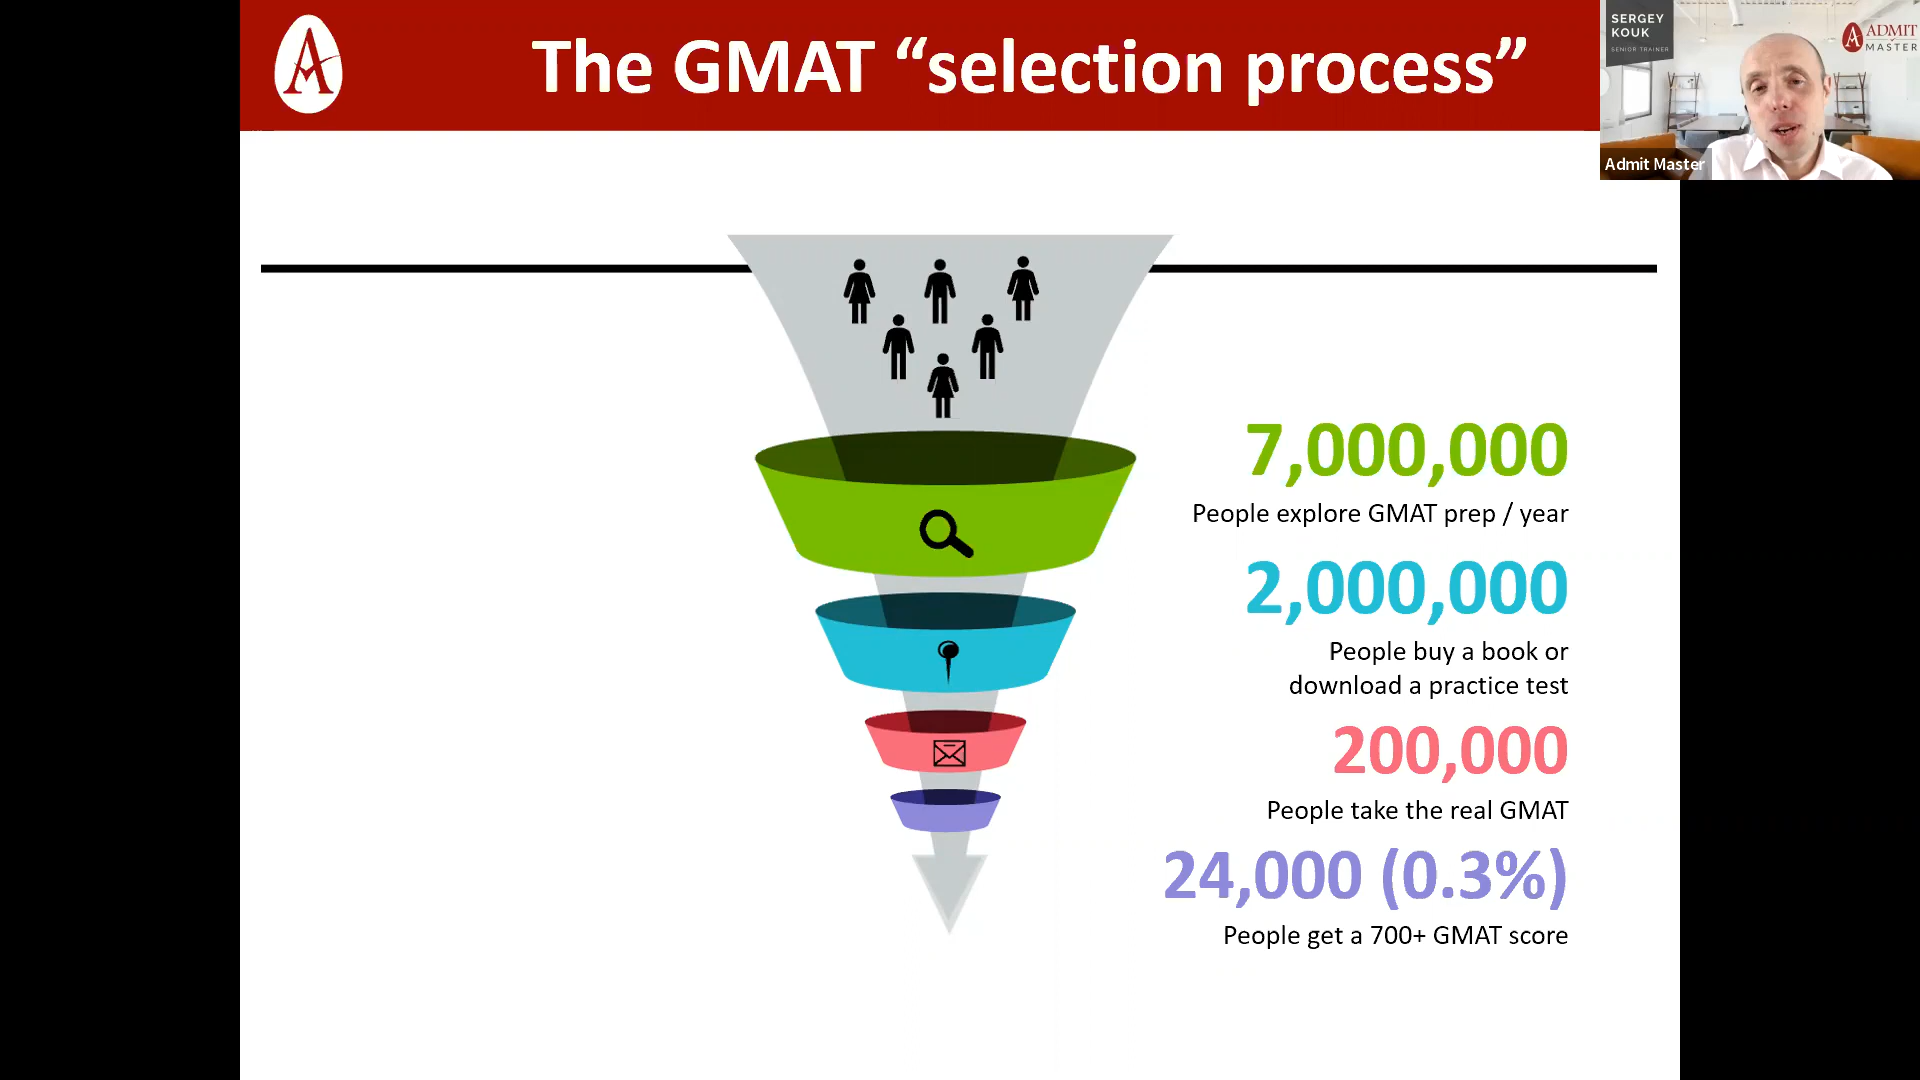 The GMAT “selection process”
SERGEY
KOUK
SENIOR TRAINER
ADMIT
MASTER
Admit Master
7,000,000
People explore GMAT prep / year
2,000,000
People buy a book or
download a practice test
200,000
People take the real GMAT
24,000 (0.3%)
People get a 700+ GMAT score